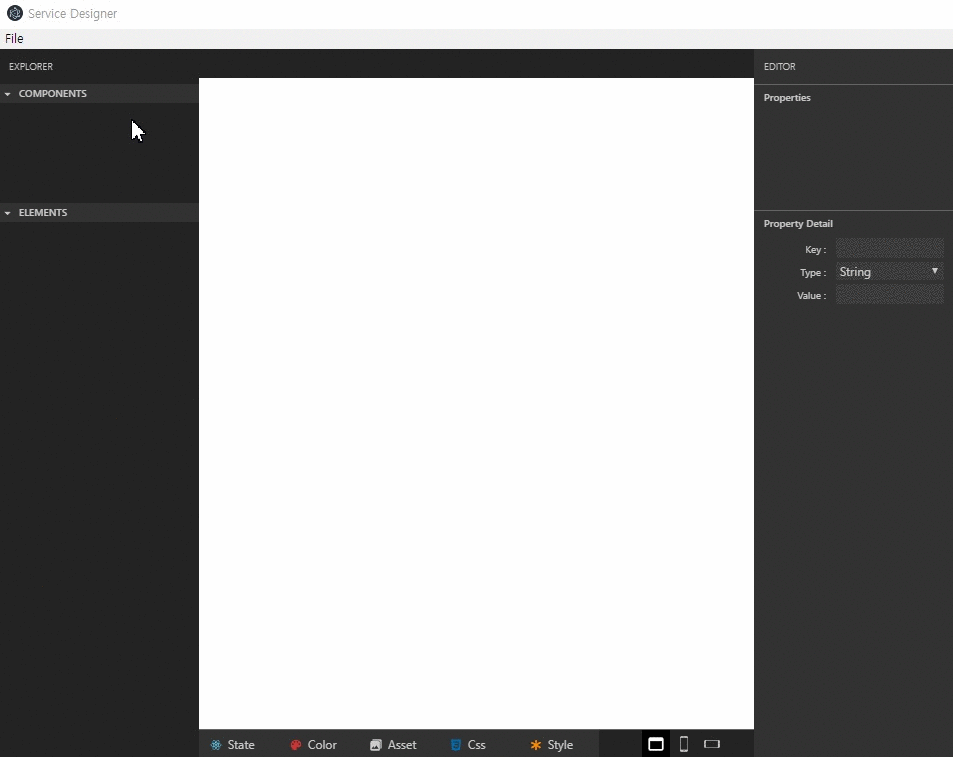 Service Designer
File
EXPLORER
COMPONENTS
ELEMENTS
EDITOR
Properties
Property Detail
Key :
Type : String
Value :
State Color Asset Css Style